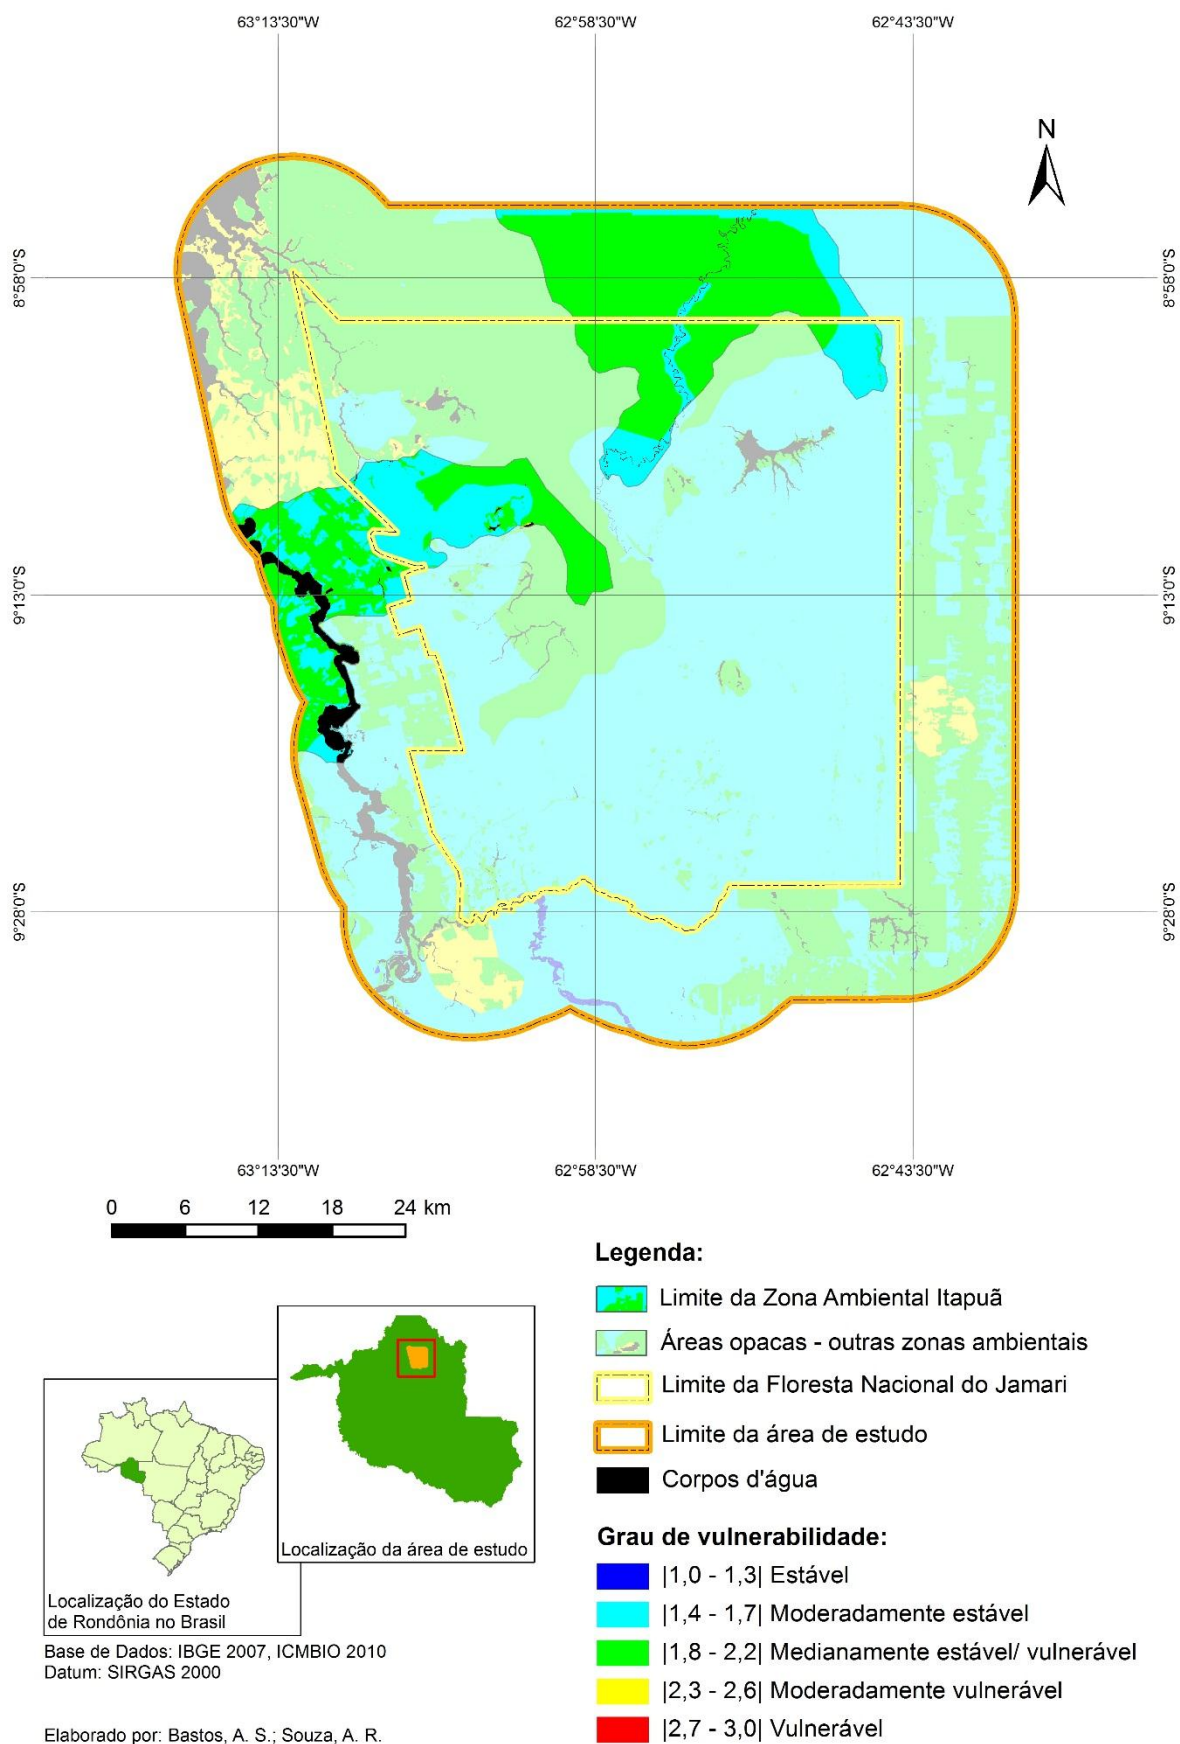 63°13'30"W
62°58'30"W
62°43'30"W
N
8°58'0"S
8°58'0"S
9°13'0"S
9°13'0"S
9°28'0"S
9°28'0"S
63°13'30"W
62°58'30"W
62°43'30"W
0 6 12 18 24 km
Legenda:
Limite da Zona Ambiental Itapuã
Áreas opacas - outras zonas ambientais
Limite da Floresta Nacional do Jamari
Limite da área de estudo
Corpos d'água
Grau de vulnerabilidade:
|1,0 - 1,3| Estável
|1,4 - 1,7| Moderadamente estável
|1,8 - 2,2| Medianamente estável/ vulnerável
|2,3 - 2,6| Moderadamente vulnerável
|2,7 - 3,0| Vulnerável
Localização da área de estudo
Localização do Estado
de Rondônia no Brasil
Base de Dados: IBGE 2007, ICMBIO 2010
Datum: SIRGAS 2000
Elaborado por: Bastos, A. S.; Souza, A. R.